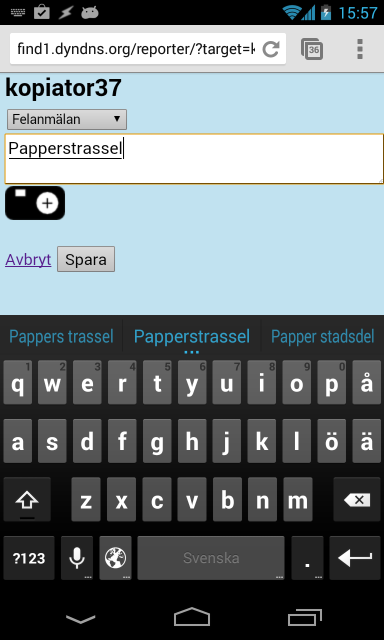 15:57
find1.dyndns.org/reporter/?target=k
36
kopiator37
Felanmälan
Papperstrassel
Avbryt Spara
Pappers trassel Papperstrassel Papper stadsdel
1 2 3 4 5 6 7 8 9 0
q w e r t y u i o p å
a s d f g h j k l ö ä
z x c v b n m
?123 Svenska .